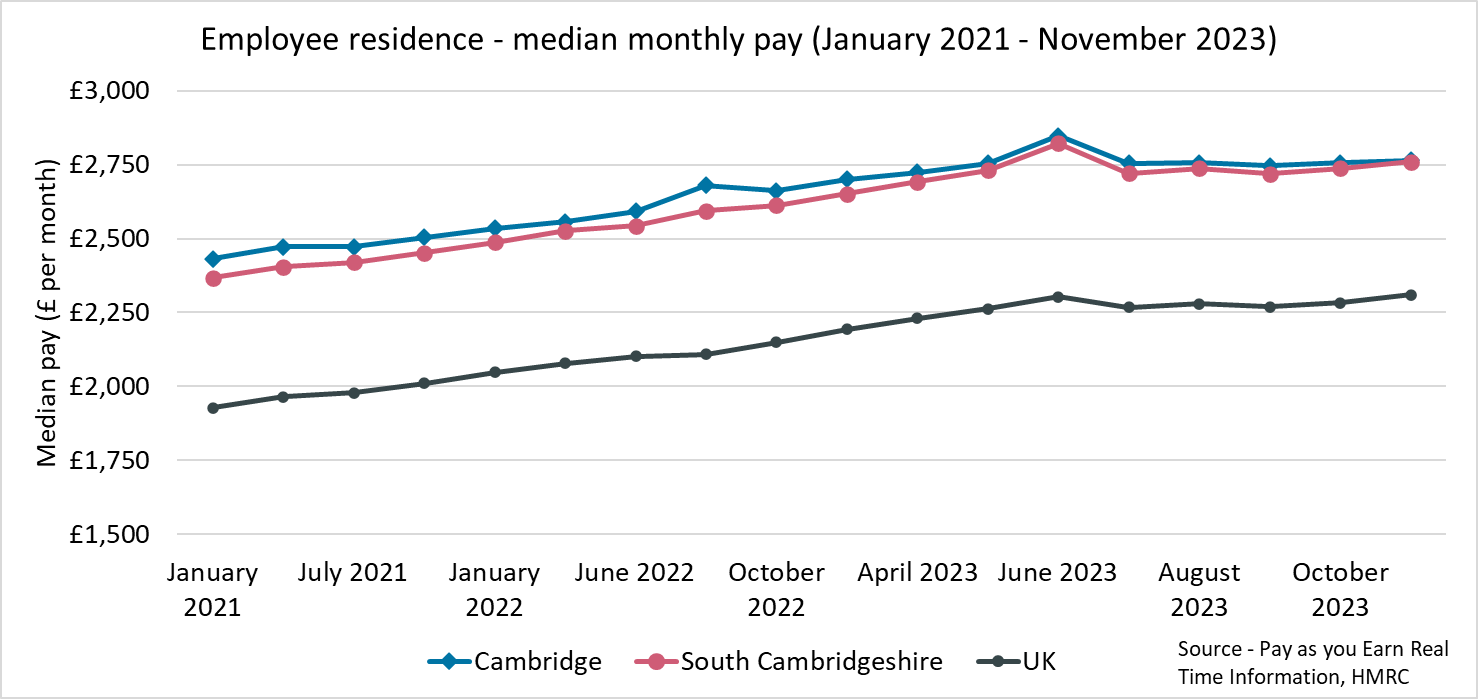 Employee residence - median monthly pay (January 2021 - November 2023)
Median pay (£ per month)
£3,000
£2,750
£2,500
£2,250
£2,000
£1,750
£1,500
January
2021
July 2021
January
2022
June 2022
October
2022
April 2023
June 2023
August
2023
October
2023
Cambridge
South Cambridgeshire
UK
Source - Pay as you Earn Real
Time Information, HMRC